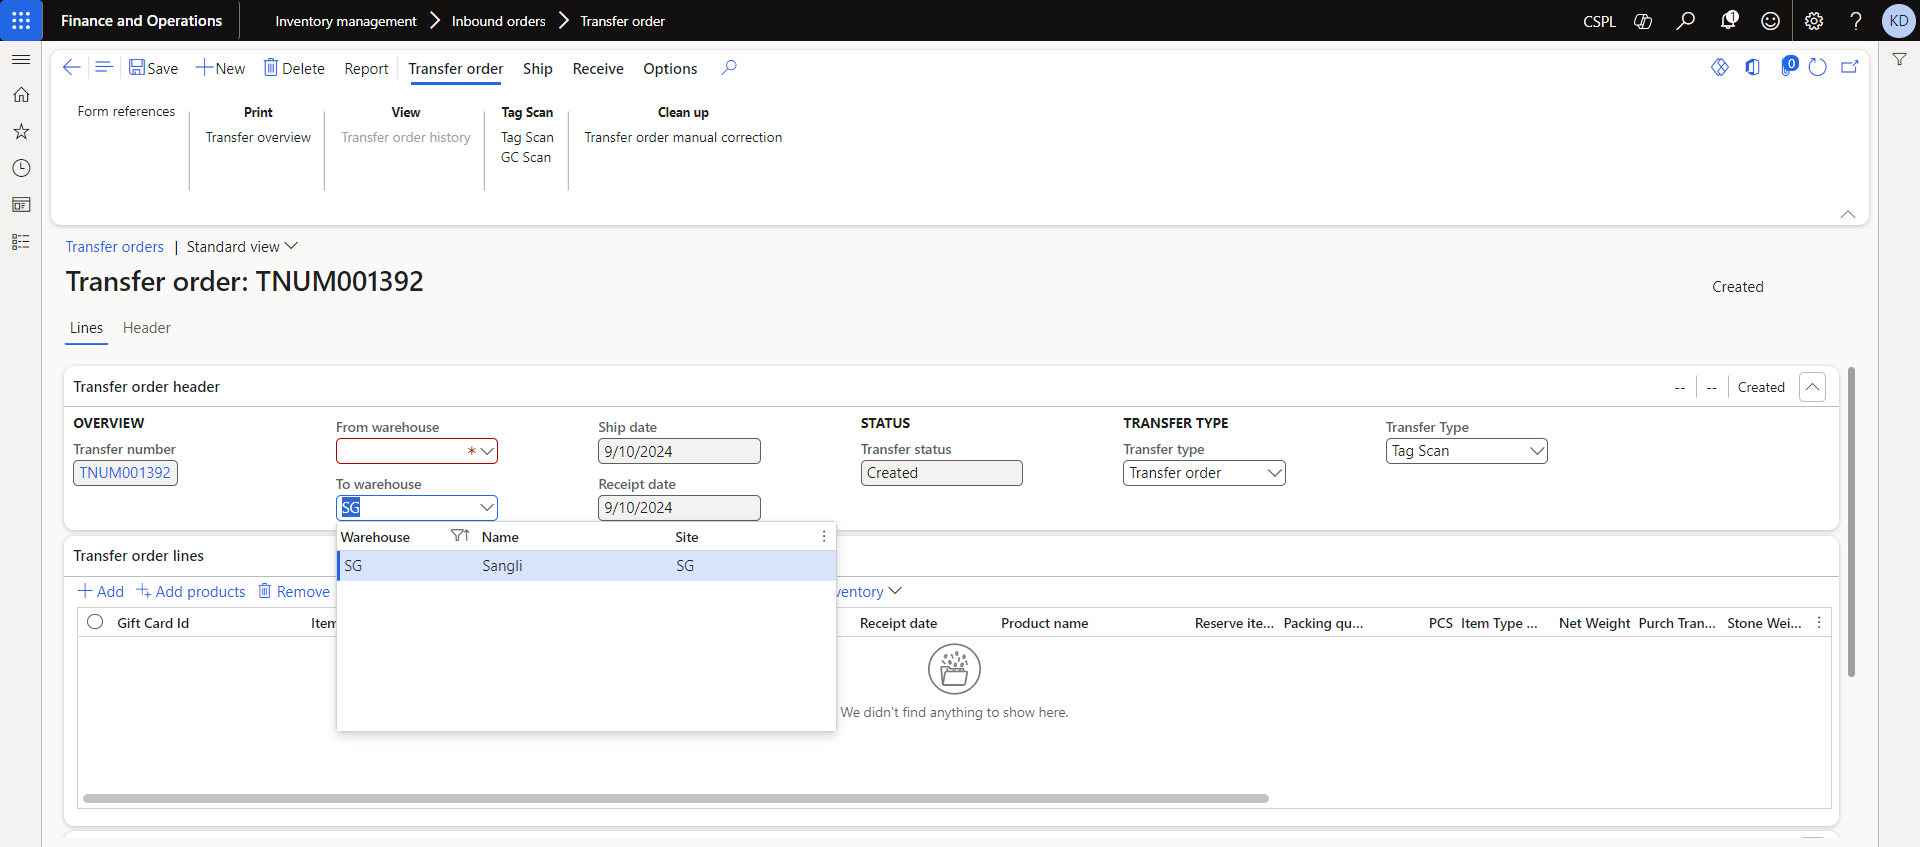 Finance and Operations
Inventory management > Inbound orders > Transfer order
CSPL
1
KD
Save
New
Delete
Report
Transfer order
Ship
Receive
Options
0
Form references
Print
Transfer overview
View
Transfer order history
Tag Scan
Tag Scan
GC Scan
Clean up
Transfer order manual correction
Transfer orders | Standard view
Transfer order: TNUM001392
Created
Lines
Header
Transfer order header
-- | -- | Created
OVERVIEW
Transfer number
TNUM001392
From warehouse
*
To warehouse
SG
Ship date
9/10/2024
Receipt date
9/10/2024
STATUS
Transfer status
Created
TRANSFER TYPE
Transfer type
Transfer order
Transfer Type
Tag Scan
Warehouse Name Site
SG Sangli SG
Transfer order lines
+ Add
Add products
Remove
ventory
Gift Card Id Item Receipt date Product name Reserve ite... Packing qu... PCS Item Type ... Net Weight Purch Tran... Stone Wei...
We didn't find anything to show here.